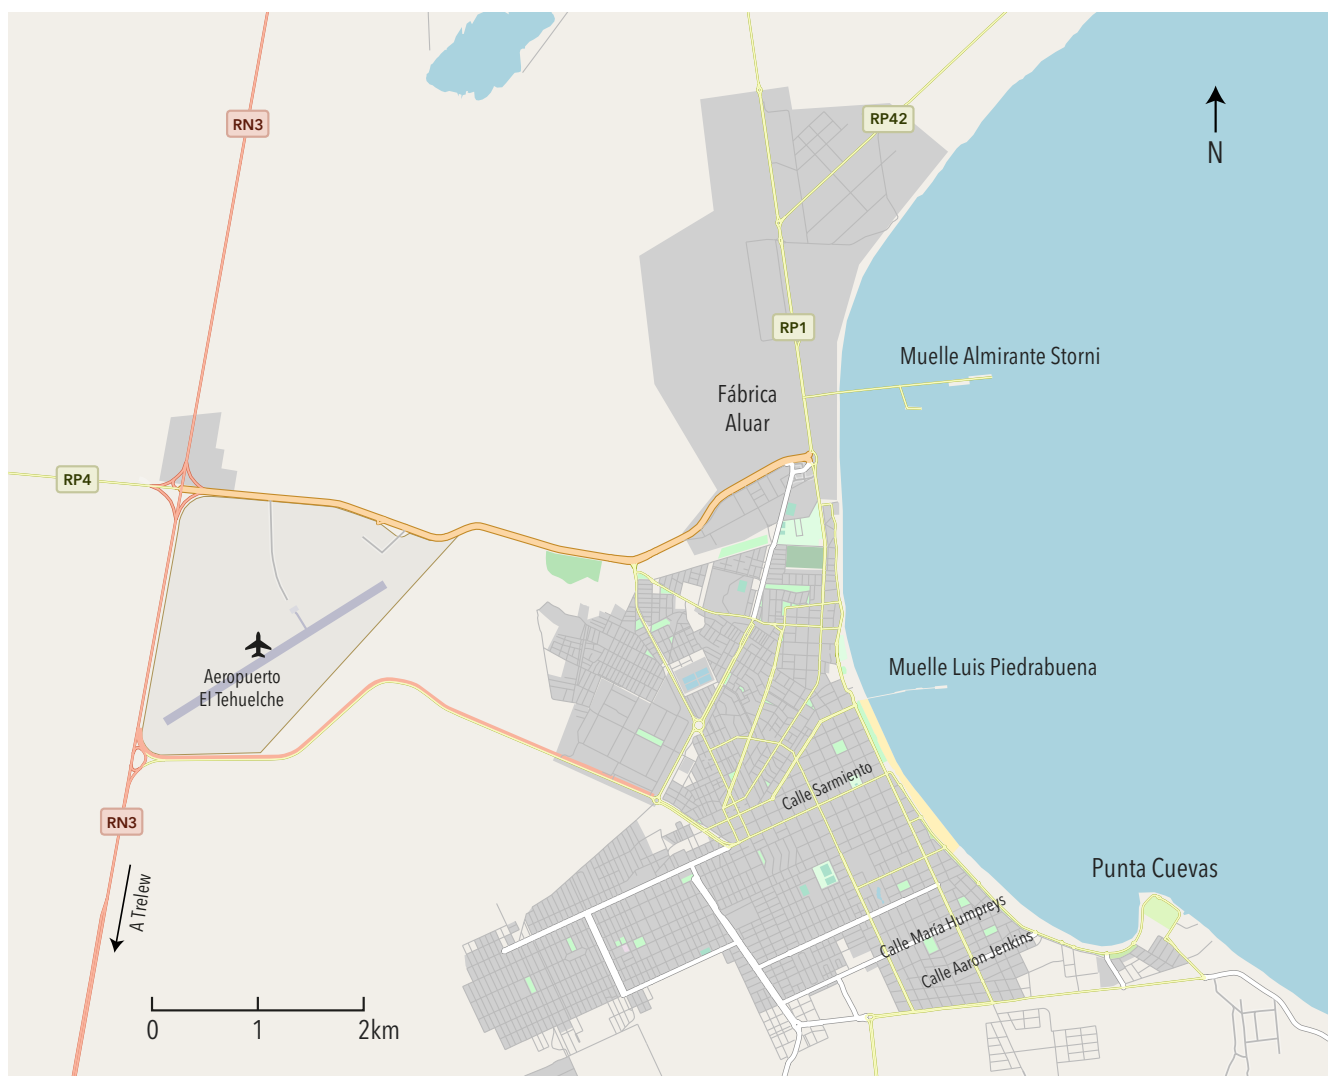 RN3
RP42
N
RP1
Muelle Almirante Storni
Fábrica
Aluar
RP4
Muelle Luis Piedrabuena
Aeropuerto
El Tehuelche
Calle Sarmiento
RN3
Punta Cuevas
A Trelew
Calle María Humpreys
Calle Aaron Jenkins
0 1 2km